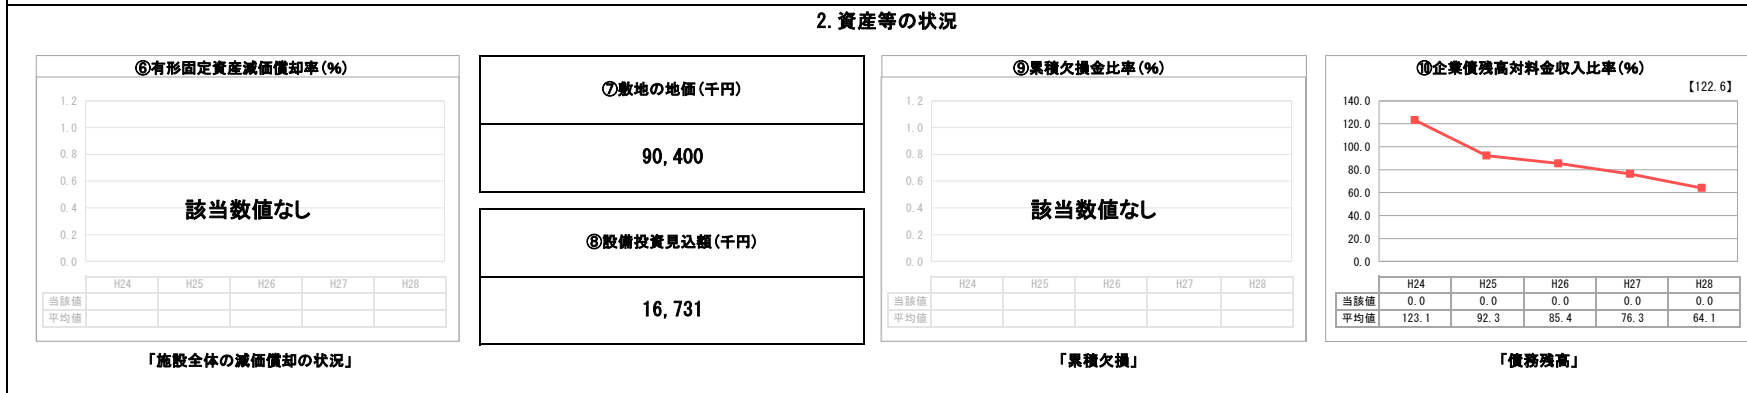 2.資産等の状況
⑥有形固定資産減価償却率(%)
1.2
1.0
0.8
0.6
0.4
0.2
0.0
該当数値なし
H24 H25 H26 H27 H28
当該値
平均値
「施設全体の減価償却の状況」
⑦敷地の地価(千円)
90,400
⑧設備投資見込額(千円)
16,731
⑨累積欠損金比率(%)
1.2
1.0
0.8
0.6
0.4
0.2
0.0
該当数値なし
H24 H25 H26 H27 H28
当該値
平均値
「累積欠損」
⑩企業債残高対料金収入比率(%)
【122.6】
140.0
120.0
100.0
80.0
60.0
40.0
20.0
0.0
H24 H25 H26 H27 H28
当該値 0.0 0.0 0.0 0.0 0.0
平均値 123.1 92.3 85.4 76.3 64.1
「債務残高」